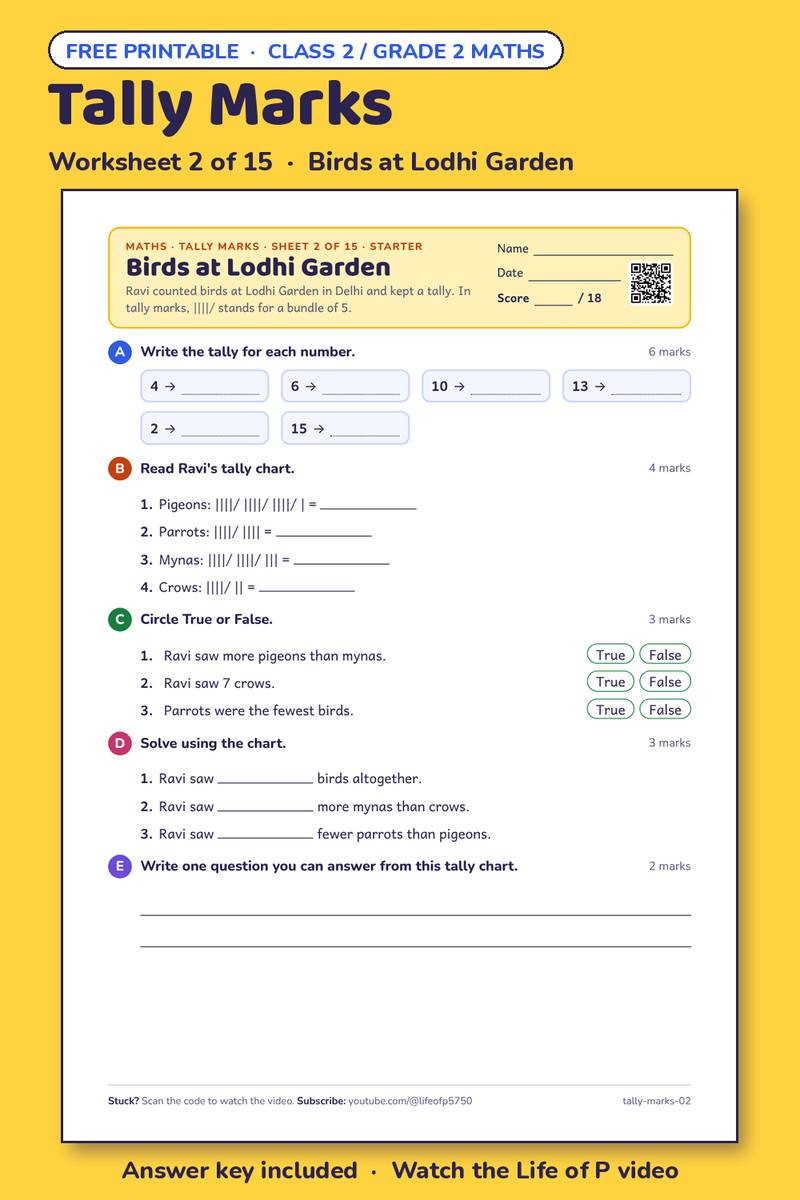 FREE PRINTABLE · CLASS 2 / GRADE 2 MATHS
Tally Marks
Worksheet 2 of 15 · Birds at Lodhi Garden
MATHS · TALLY MARKS · SHEET 2 OF 15 · STARTER
Birds at Lodhi Garden
Ravi counted birds at Lodhi Garden in Delhi and kept a tally. In
tally marks, ||||/ stands for a bundle of 5.
Name
Date
Score ____ / 18
A Write the tally for each number. 6 marks
4 → 6 → 10 → 13 →
2 → 15 →
B Read Ravi's tally chart. 4 marks
1. Pigeons: ||||/ ||||/ ||||/ | = ____
2. Parrots: ||||/ |||| = ____
3. Mynas: ||||/ ||||/ ||| = ____
4. Crows: ||||/ || = ____
C Circle True or False. 3 marks
1. Ravi saw more pigeons than mynas. True False
2. Ravi saw 7 crows. True False
3. Parrots were the fewest birds. True False
D Solve using the chart. 3 marks
1. Ravi saw ____ birds altogether.
2. Ravi saw ____ more mynas than crows.
3. Ravi saw ____ fewer parrots than pigeons.
E Write one question you can answer from this tally chart. 2 marks
Stuck? Scan the code to watch the video. Subscribe: youtube.com/@lifeofp5750 tally-marks-02
Answer key included · Watch the Life of P video